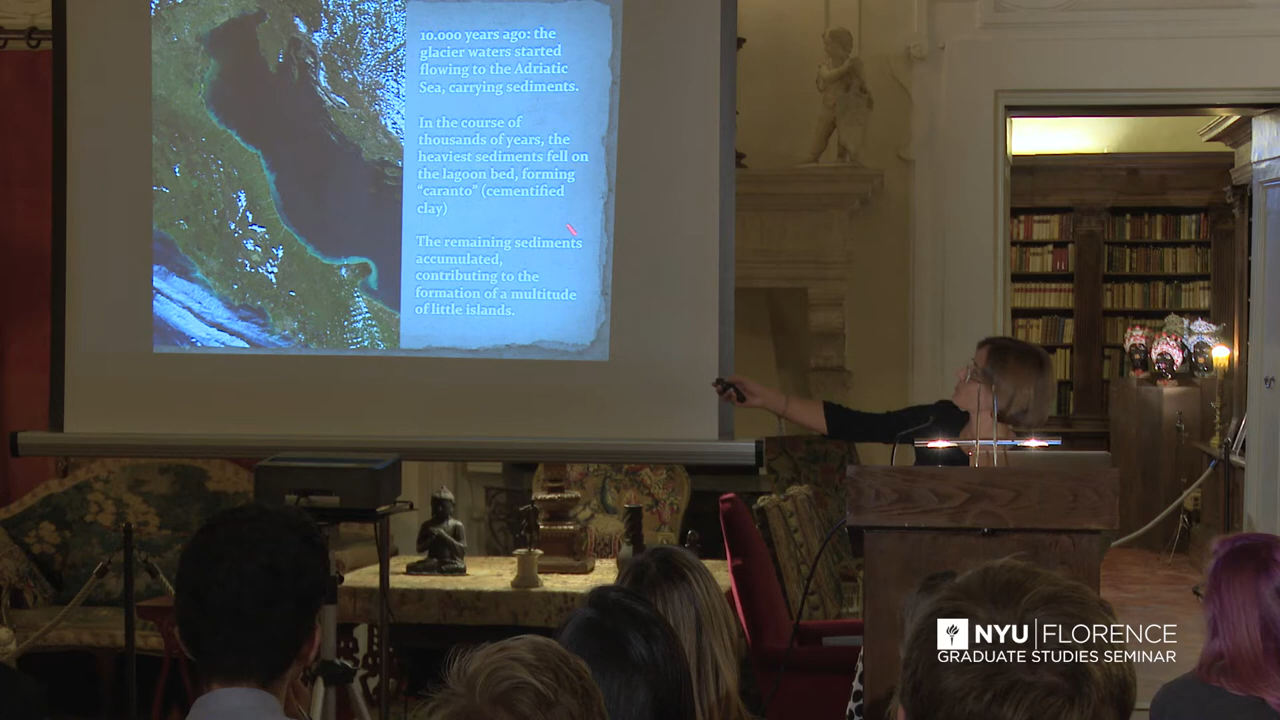 10.000 years ago: the
glacier waters started
flowing to the Adriatic
Sea, carrying sediments.
In the course of
thousands of years, the
heaviest sediments fell on
the lagoon bed, forming
“caranto” (cementified
clay)
The remaining sediments
accumulated,
contributing to the
formation of a multitude
of little islands.
NYU FLORENCE
GRADUATE STUDIES SEMINAR